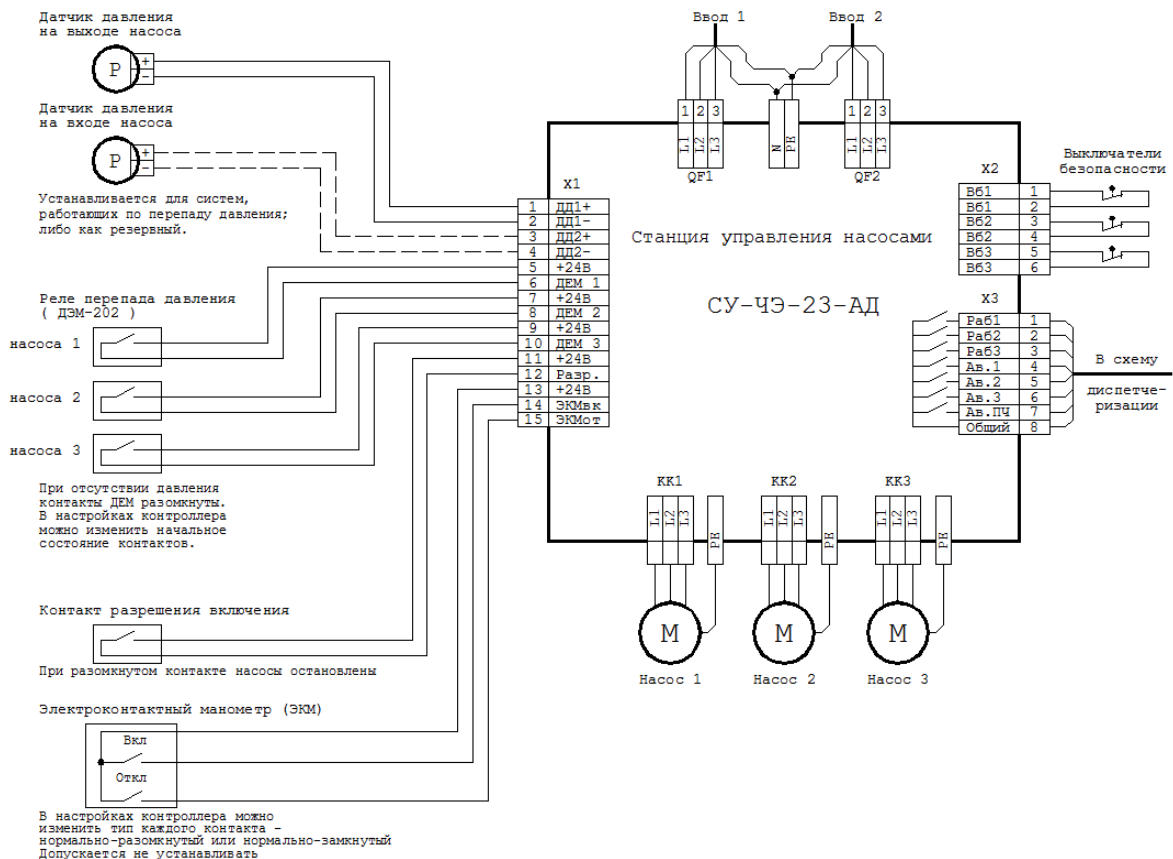 Датчик давления
на выходе насоса
P
+
−
Датчик давления
на входе насоса
P
+
−
Устанавливается для систем,
работающих по перепаду давления;
либо как резервный.
Реле перепада давления
( ДЭМ-202 )
насоса 1
насоса 2
насоса 3
При отсутствии давления
контакты ДЕМ разомкнуты.
В настройках контроллера
можно изменить начальное
состояние контактов.
Контакт разрешения включения
При разомкнутом контакте насосы остановлены
Электроконтактный манометр (ЭКМ)
Вкл
Откл
В настройках контроллера можно
изменить тип каждого контакта -
нормально-разомкнутый или нормально-замкнутый
Допускается не устанавливать
X1
1 ДД1+
2 ДД1-
3 ДД2+
4 ДД2-
5 +24В
6 ДЕМ 1
7 +24В
8 ДЕМ 2
9 +24В
10 ДЕМ 3
11 +24В
12 Разр.
13 +24В
14 ЭКМвк
15 ЭКМот
Ввод 1
Ввод 2
1 2 3
L1 L2 L3
QF1
N PE
1 2 3
L1 L2 L3
QF2
Станция управления насосами
СУ-ЧЭ-23-АД
X2
Вб1 1
Вб1 2
Вб2 3
Вб2 4
Вб3 5
Вб3 6
Выключатели
безопасности
X3
Раб1 1
Раб2 2
Раб3 3
Ав.1 4
Ав.2 5
Ав.3 6
Ав.ПЧ 7
Общий 8
В схему
диспетче-
ризации
KK1
L1 L2 L3
PE
M
Насос 1
KK2
L1 L2 L3
PE
M
Насос 2
KK3
L1 L2 L3
PE
M
Насос 3